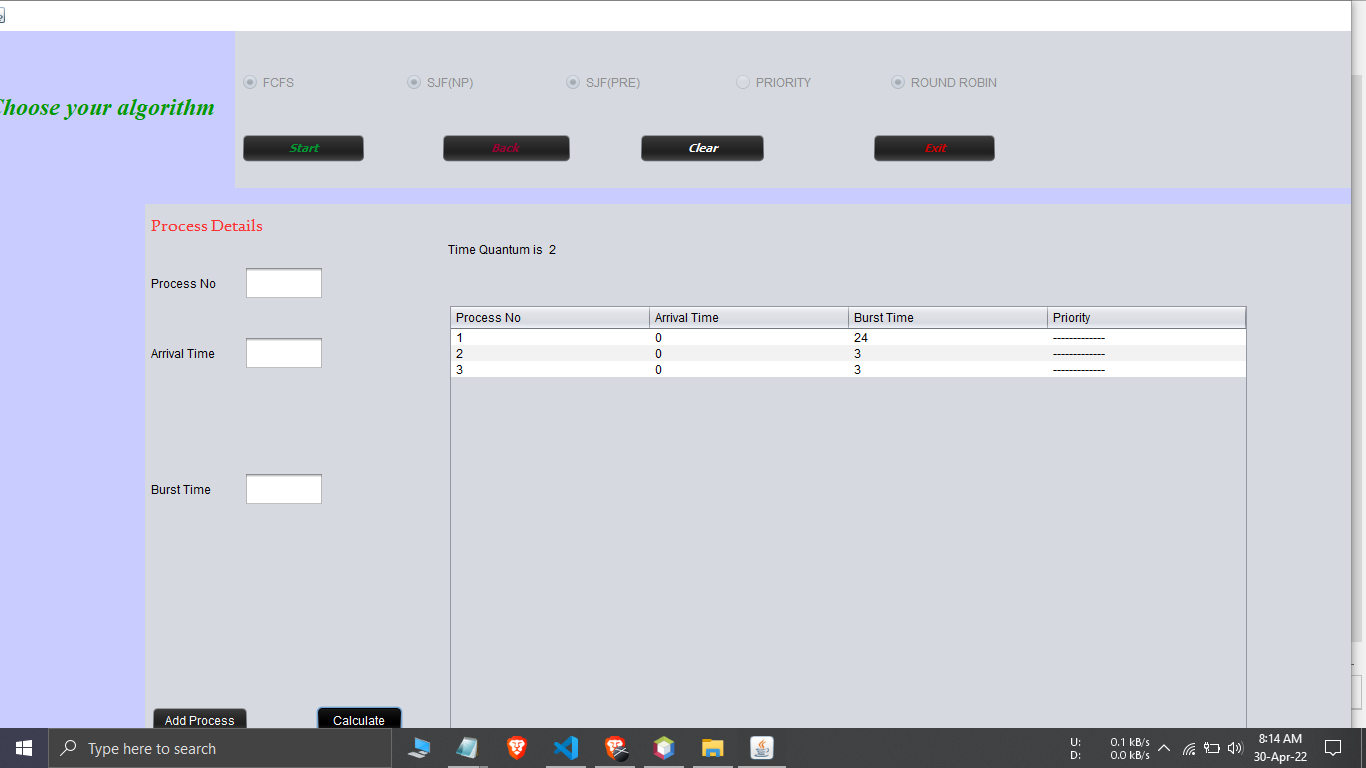 FCFS SJF(NP) SJF(PRE) PRIORITY ROUND ROBIN
Choose your algorithm
Start Back Clear Exit
Process Details
Time Quantum is 2
Process No
Process No Arrival Time Burst Time Priority
1 0 24 -------------
2 0 3 -------------
3 0 3 -------------
Arrival Time
Burst Time
Add Process Calculate
Type here to search
U: 0.1 kB/s
D: 0.0 kB/s
8:14 AM
30-Apr-22